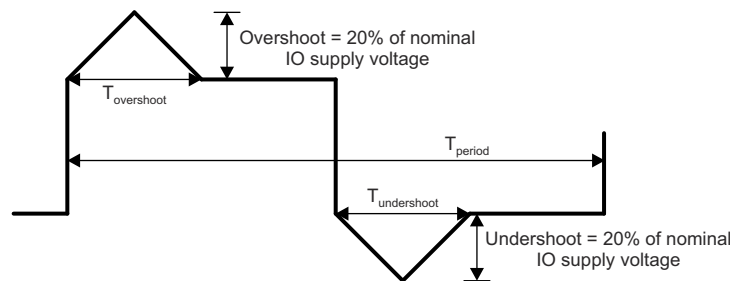 Overshoot = 20% of nominal
IO supply voltage
Tovershoot
Tperiod
Tundershoot
Undershoot = 20% of nominal
IO supply voltage